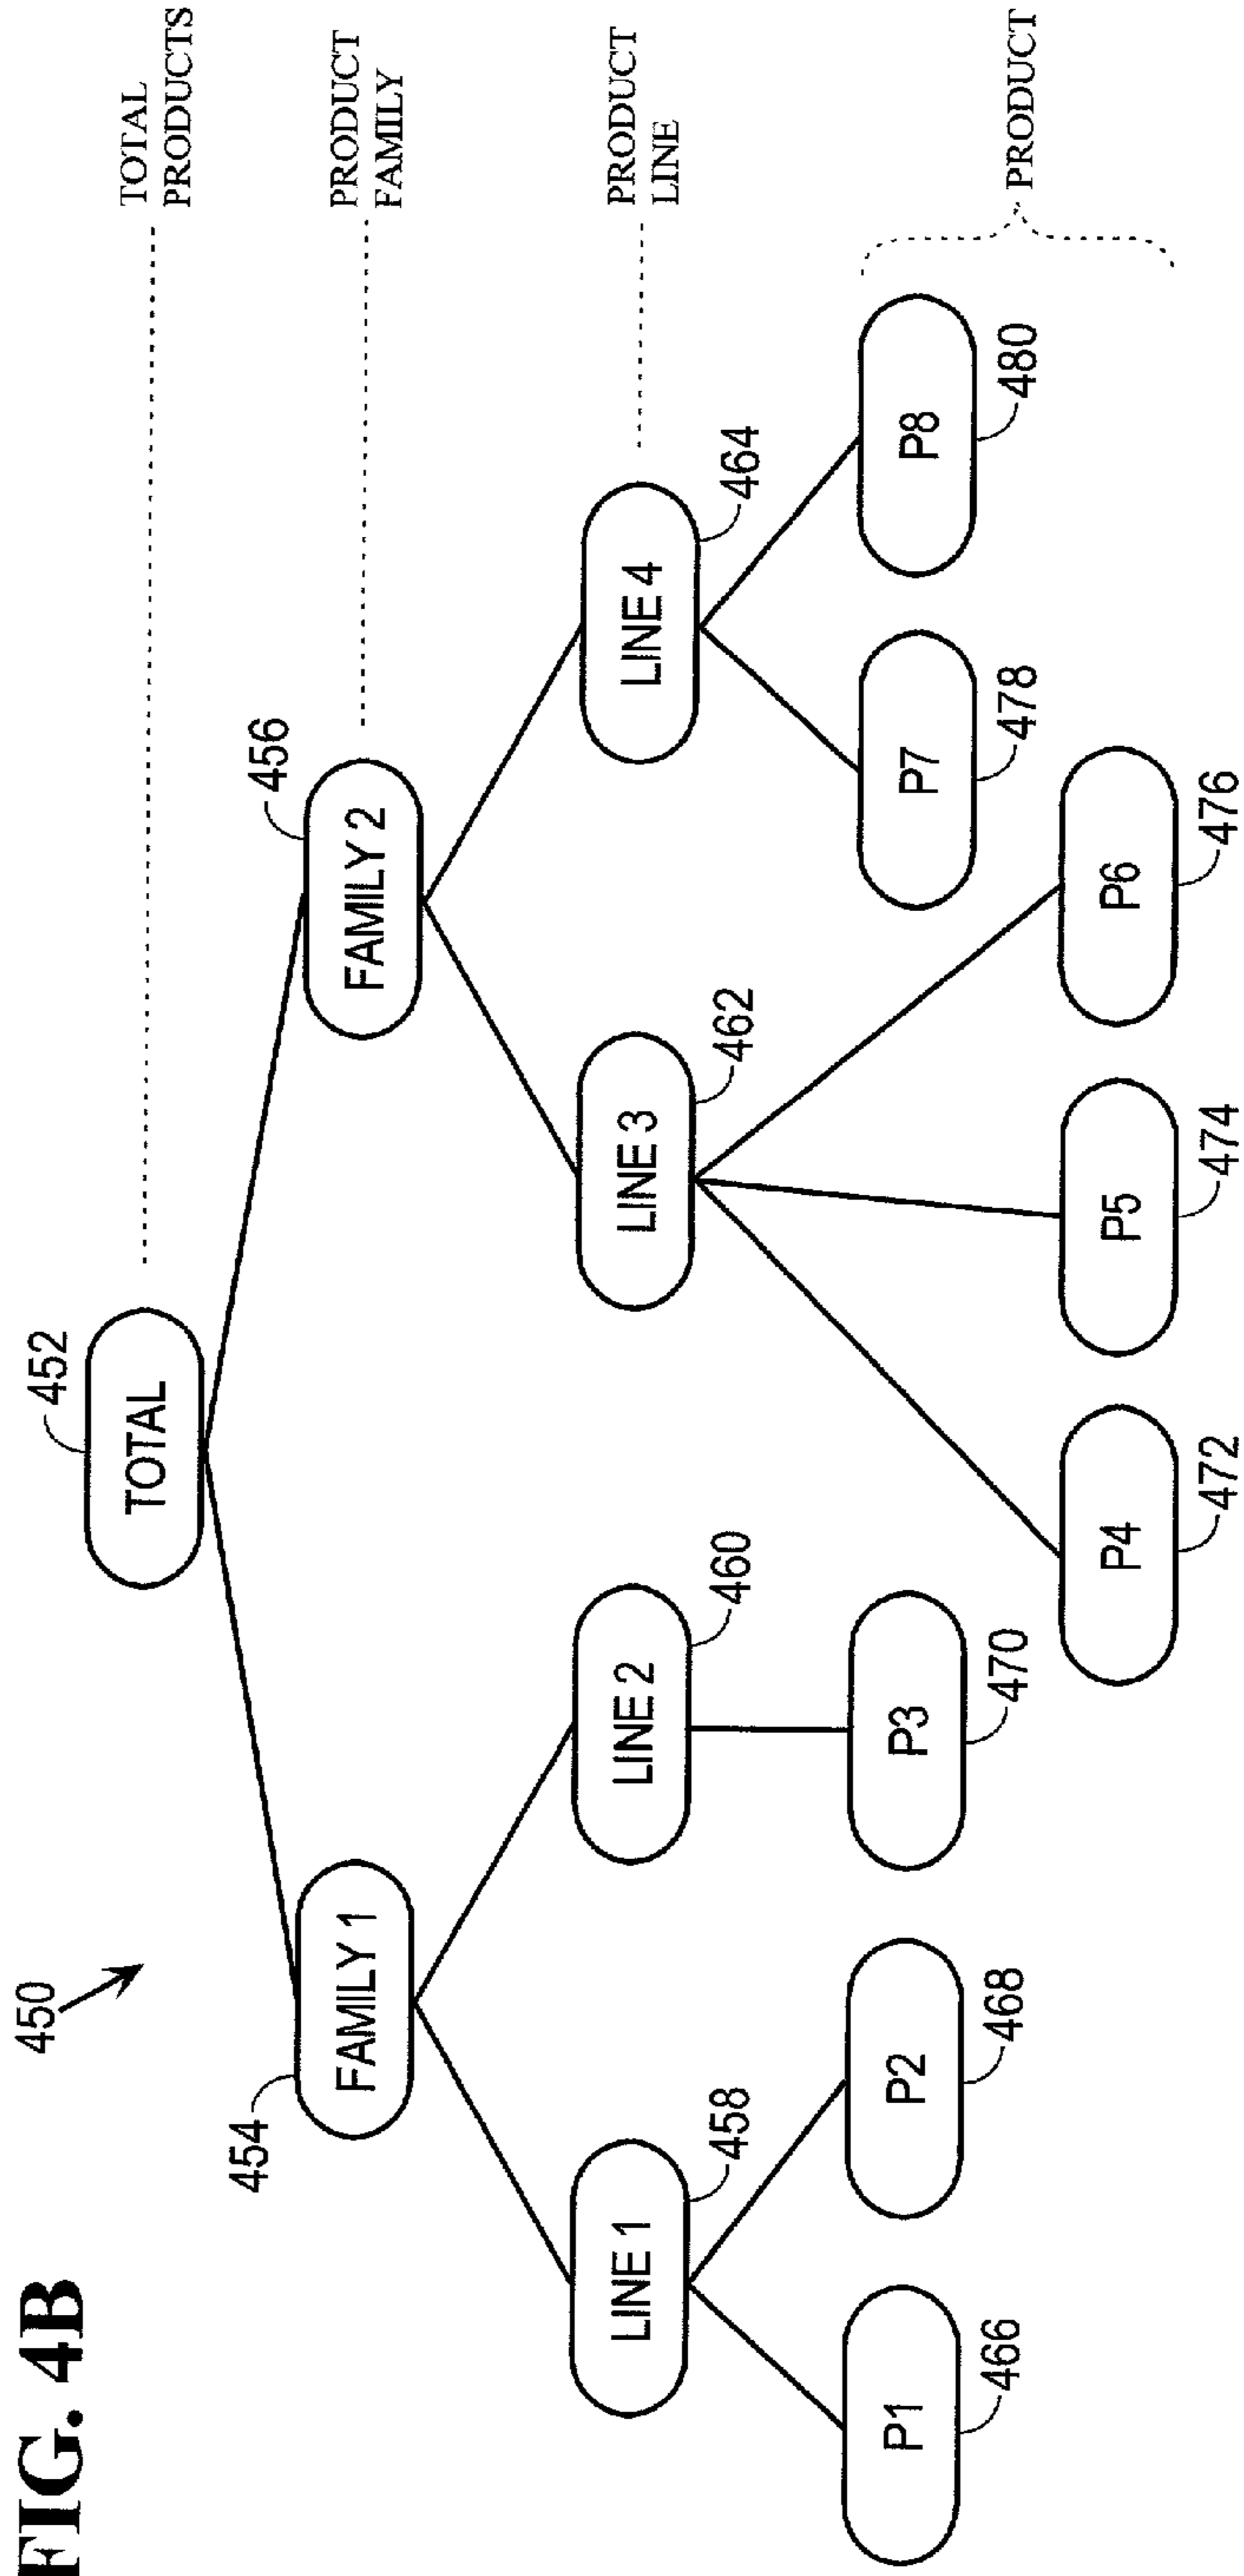 FIG. 4B
450
452
TOTAL
TOTAL
PRODUCTS
454
FAMILY 1
456
FAMILY 2
PRODUCT
FAMILY
LINE 1
458
LINE 2
460
LINE 3
462
LINE 4
464
PRODUCT
LINE
P1
466
P2
468
P3
470
P7
478
P8
480
PRODUCT
P4
472
P5
474
P6
476